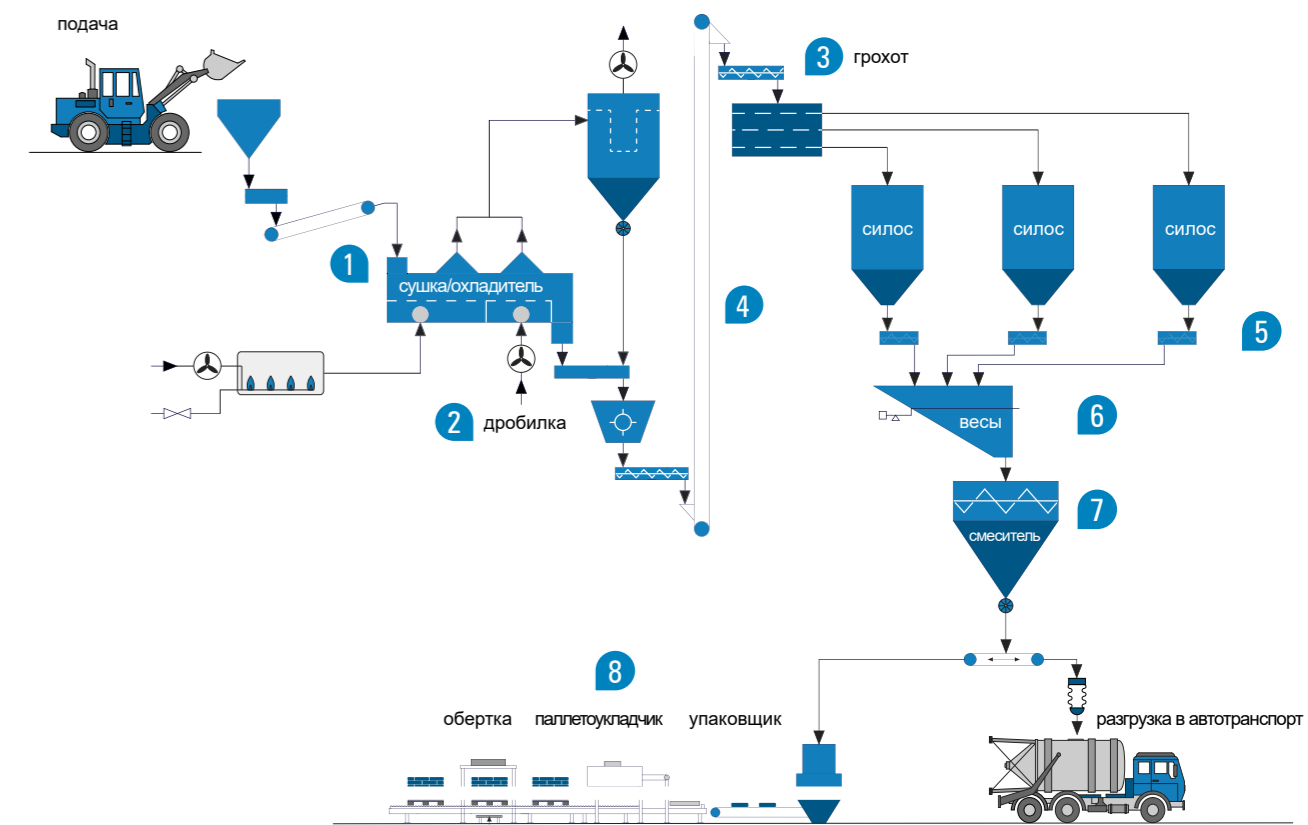 подача
3 грохот
силос
силос
силос
1
сушка/охладитель
4
5
2 дробилка
6
весы
7
смеситель
8
обертка паллетоукладчик упаковщик
разгрузка в автотранспорт